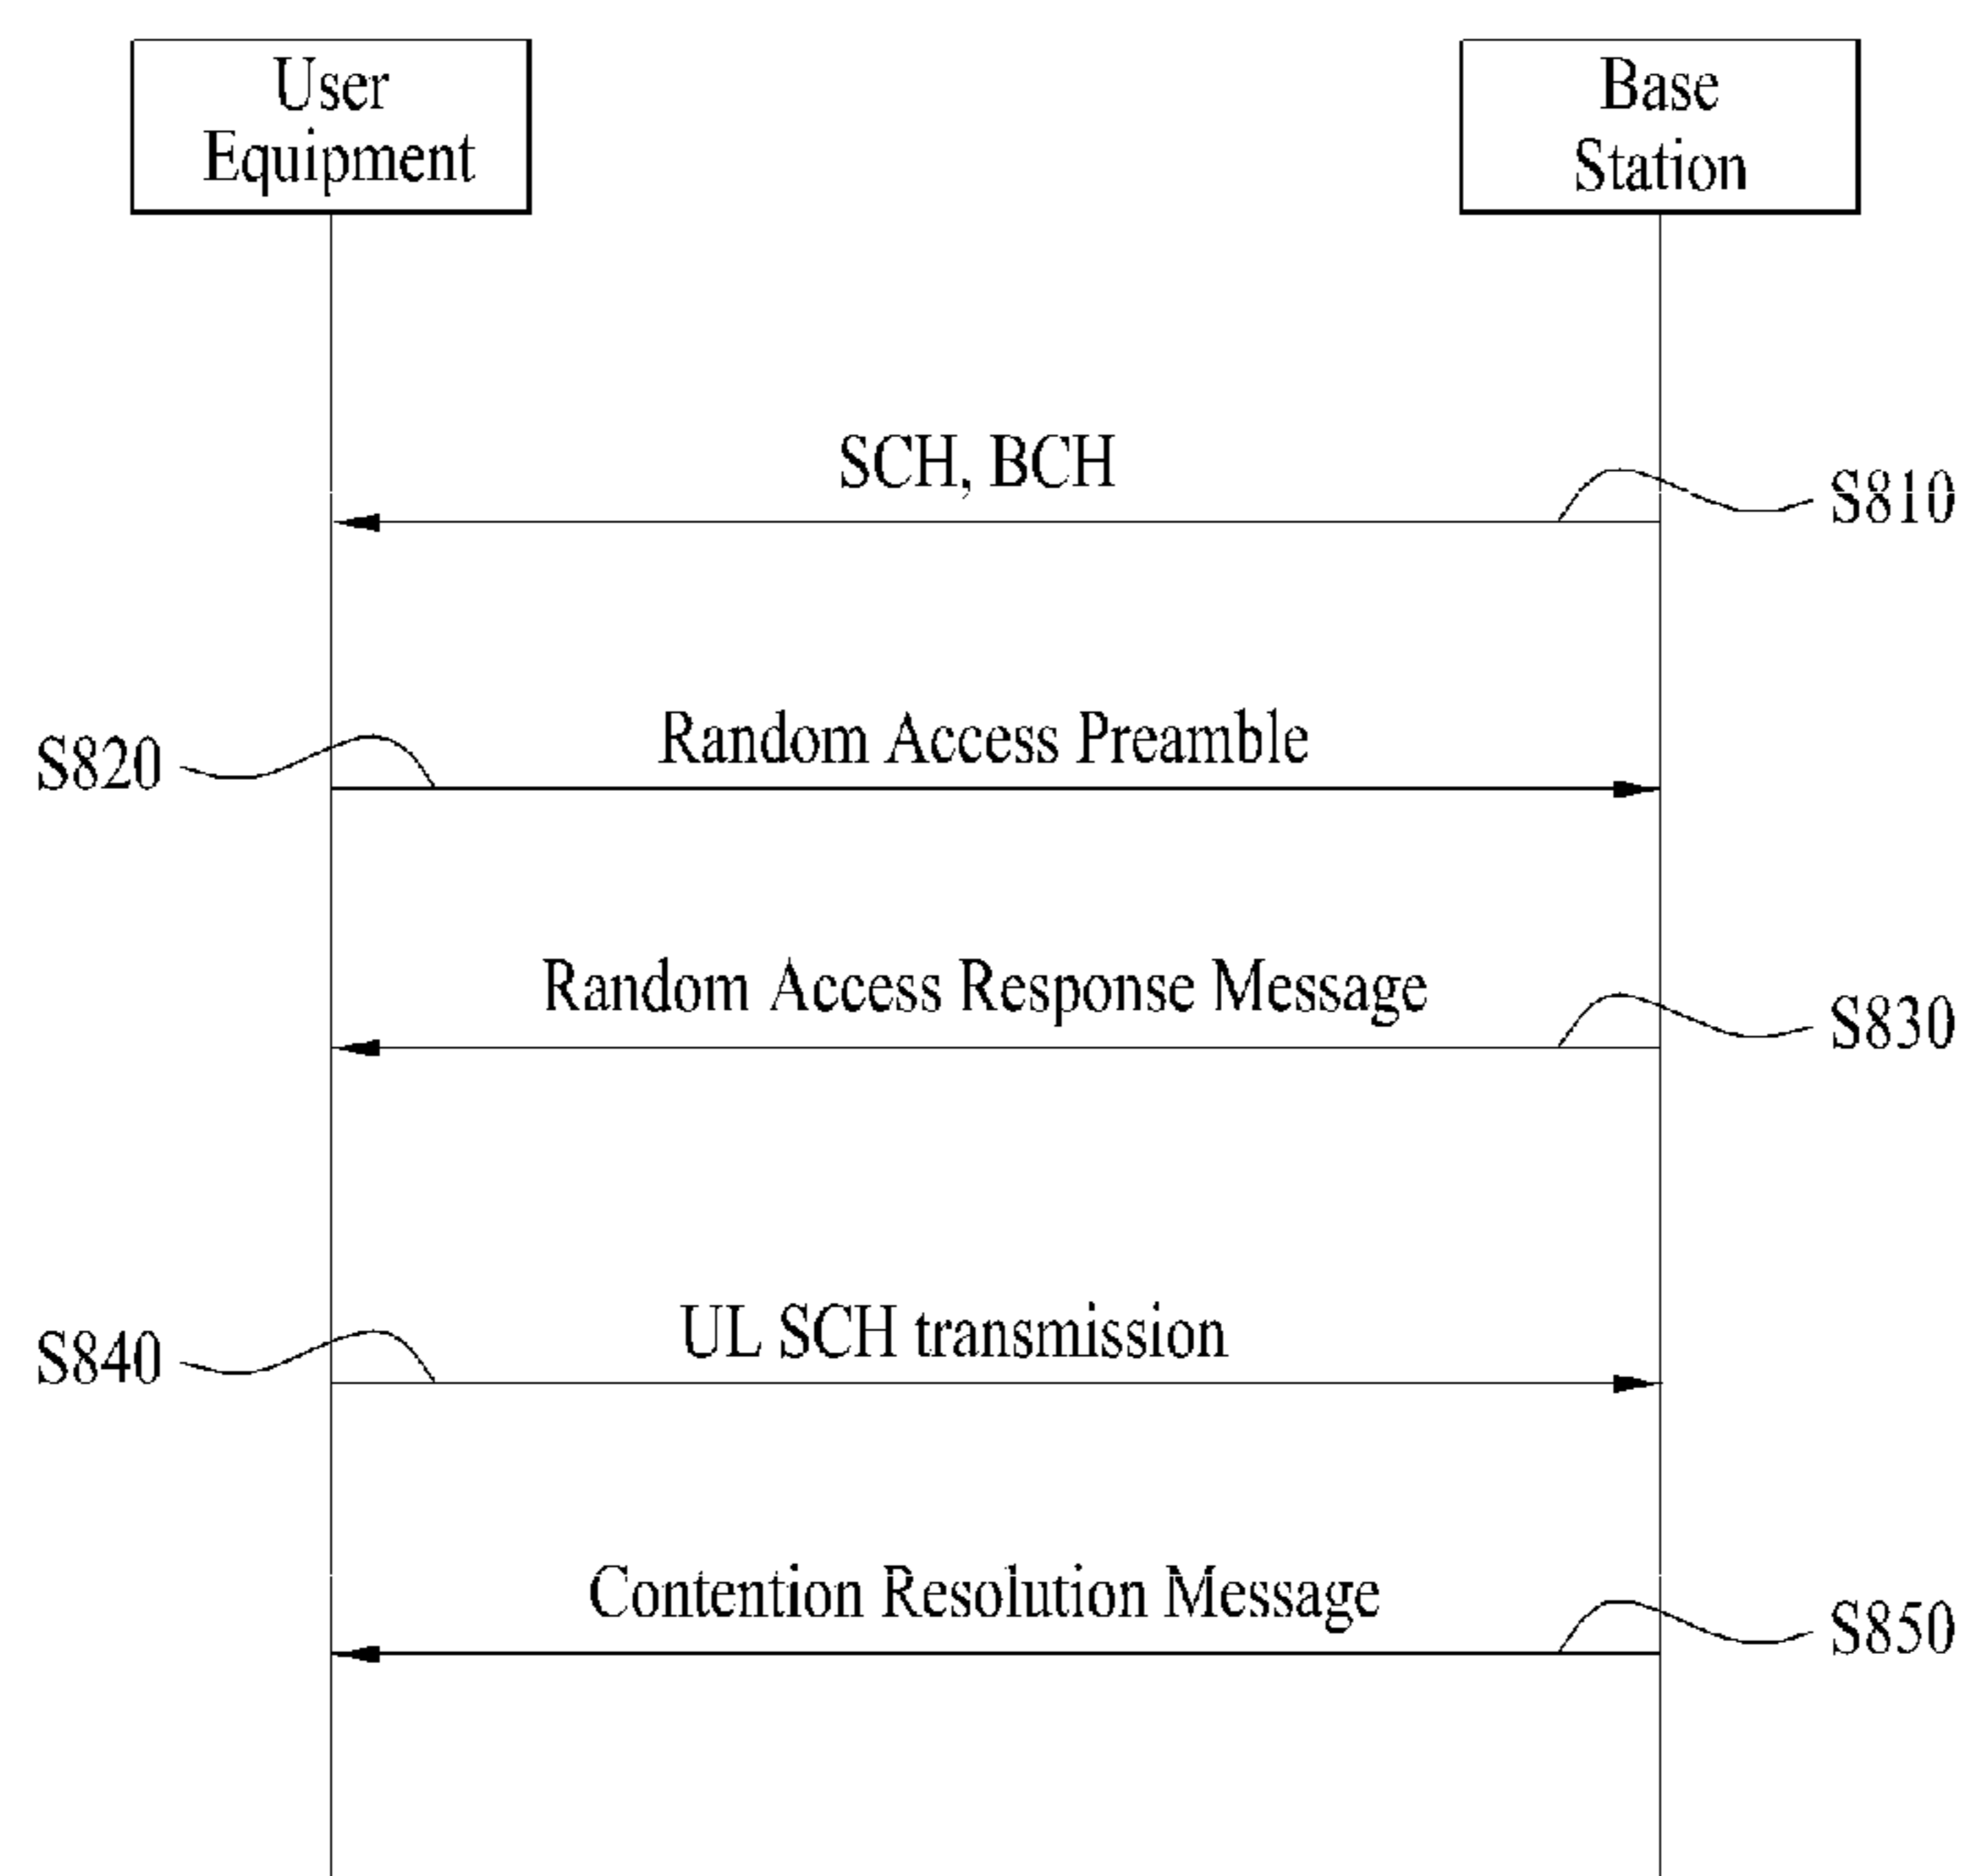 User
Equipment
Base
Station
SCH, BCH
S810
S820
Random Access Preamble
Random Access Response Message
S830
S840
UL SCH transmission
Contention Resolution Message
S850